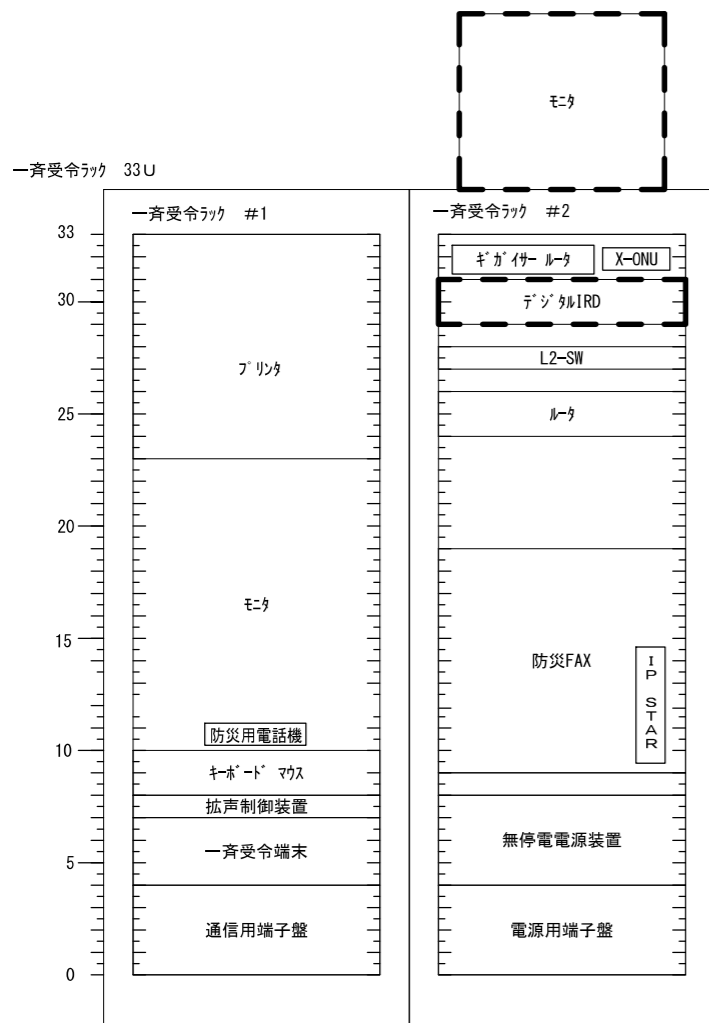 モニタ
一斉受令ラック 33U
一斉受令ラック #1
一斉受令ラック #2
33
ギガイサー ルータ
X-ONU
30
デジタルIRD
L2-SW
プリンタ
25
ルータ
20
モニタ
15
防災FAX
IP STAR
防災用電話機
10
キーボード マウス
拡声制御装置
無停電電源装置
一斉受令端末
5
通信用端子盤
電源用端子盤
0